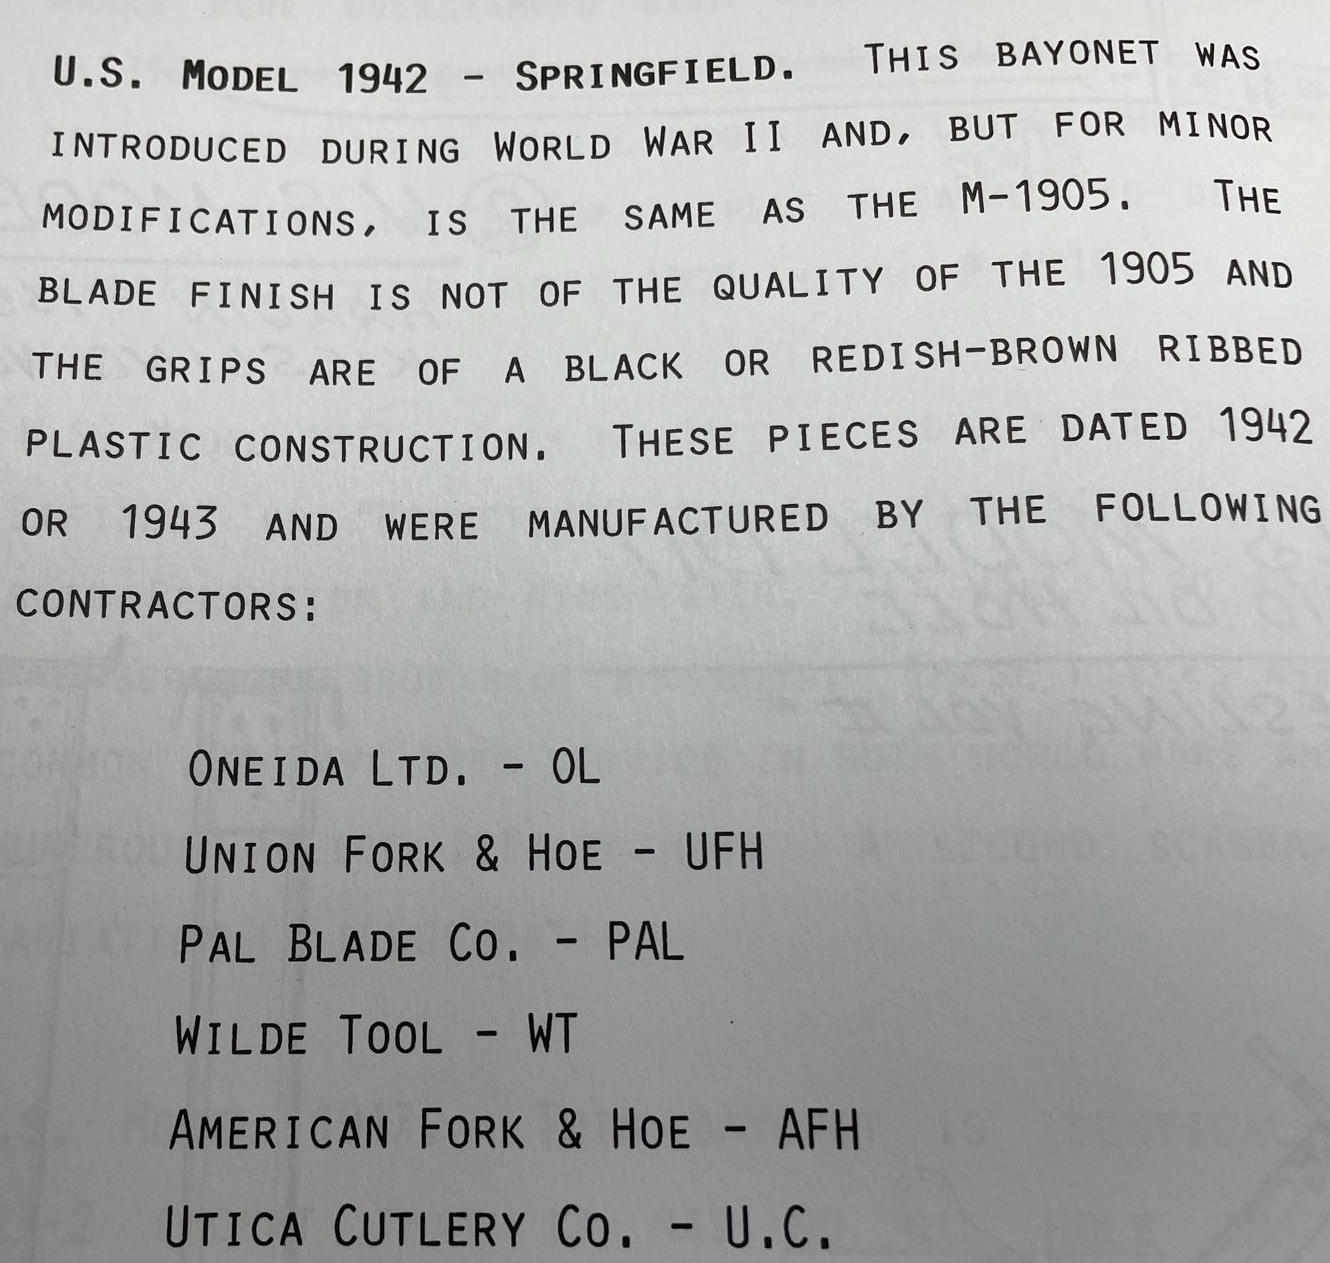 U.S. MODEL 1942 - SPRINGFIELD. THIS BAYONET WAS
INTRODUCED DURING WORLD WAR II AND, BUT FOR MINOR
MODIFICATIONS, IS THE SAME AS THE M-1905. THE
BLADE FINISH IS NOT OF THE QUALITY OF THE 1905 AND
THE GRIPS ARE OF A BLACK OR REDISH-BROWN RIBBED
PLASTIC CONSTRUCTION. THESE PIECES ARE DATED 1942
OR 1943 AND WERE MANUFACTURED BY THE FOLLOWING
CONTRACTORS:
ONEIDA LTD. - OL
UNION FORK & HOE - UFH
PAL BLADE CO. - PAL
WILDE TOOL - WT
AMERICAN FORK & HOE - AFH
UTICA CUTLERY CO. - U.C.